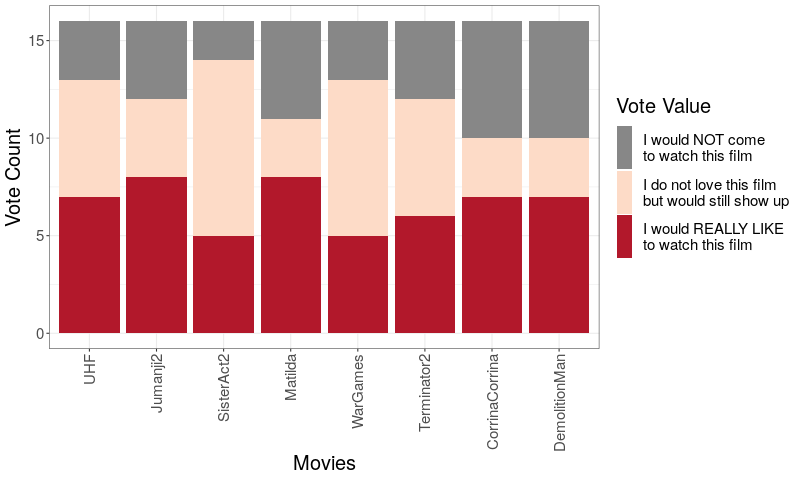 Vote Count
15
10
5
0
UHF
Jumanji2
SisterAct2
Matilda
WarGames
Terminator2
CorrinaCorrina
DemolitionMan
Movies
Vote Value
I would NOT come
to watch this film
I do not love this film
but would still show up
I would REALLY LIKE
to watch this film